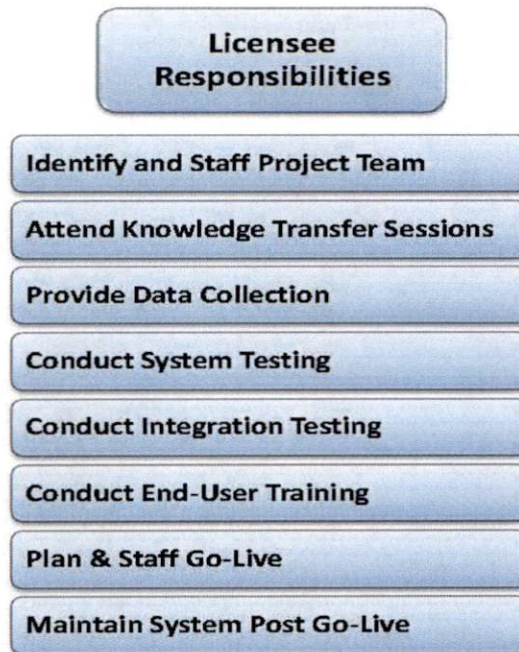 Licensee
Responsibilities
Identify and Staff Project Team
Attend Knowledge Transfer Sessions
Provide Data Collection
Conduct System Testing
Conduct Integration Testing
Conduct End-User Training
Plan & Staff Go-Live
Maintain System Post Go-Live